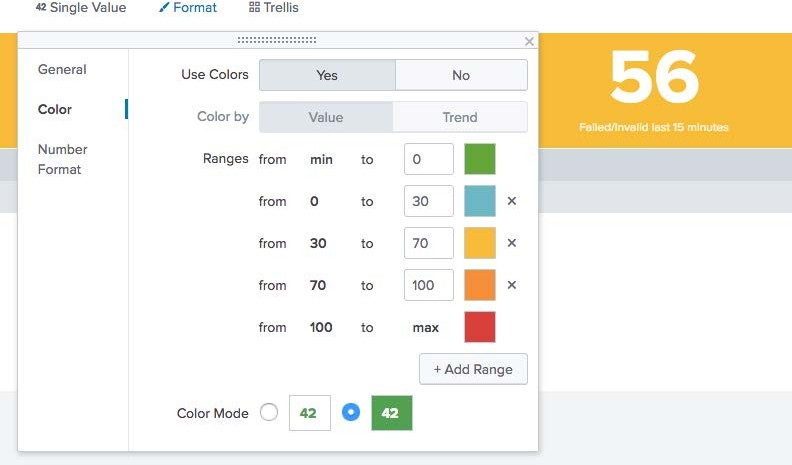 42 Single Value Format Trellis
×
General
Color
Number
Format
Use Colors Yes No
Color by Value Trend
Ranges from min to 0
from 0 to 30 ×
from 30 to 70 ×
from 70 to 100 ×
from 100 to max
+ Add Range
Color Mode 42 42
56
Failed/Invalid last 15 minutes